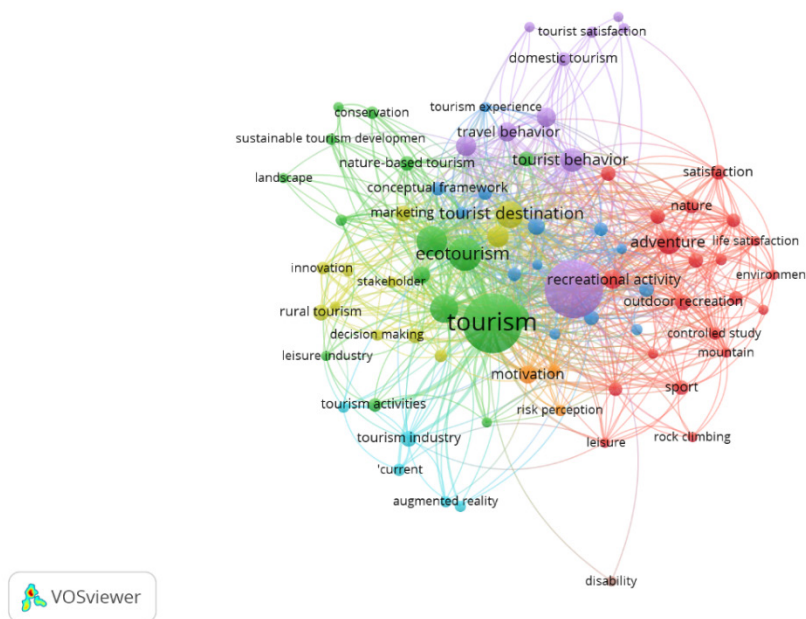 tourist satisfaction
domestic tourism
tourism experience
conservation
travel behavior
sustainable tourism developmen
tourist behavior
nature-based tourism
satisfaction
landscape
conceptual framework
nature
marketing
tourist destination
adventure
life satisfaction
ecotourism
innovation
stakeholder
recreational activity
environmen
outdoor recreation
rural tourism
tourism
decision making
controlled study
leisure industry
mountain
motivation
sport
tourism activities
risk perception
tourism industry
leisure
rock climbing
'current
augmented reality
disability
VOSviewer